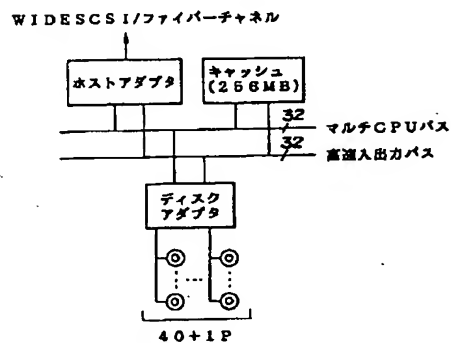 WIDESCSI/ファイバーチャネル
ホストアダプタ
キャッシュ
(256MB)
32
マルチCPUバス
32
高速入出力バス
ディスク
アダプタ
40+1P